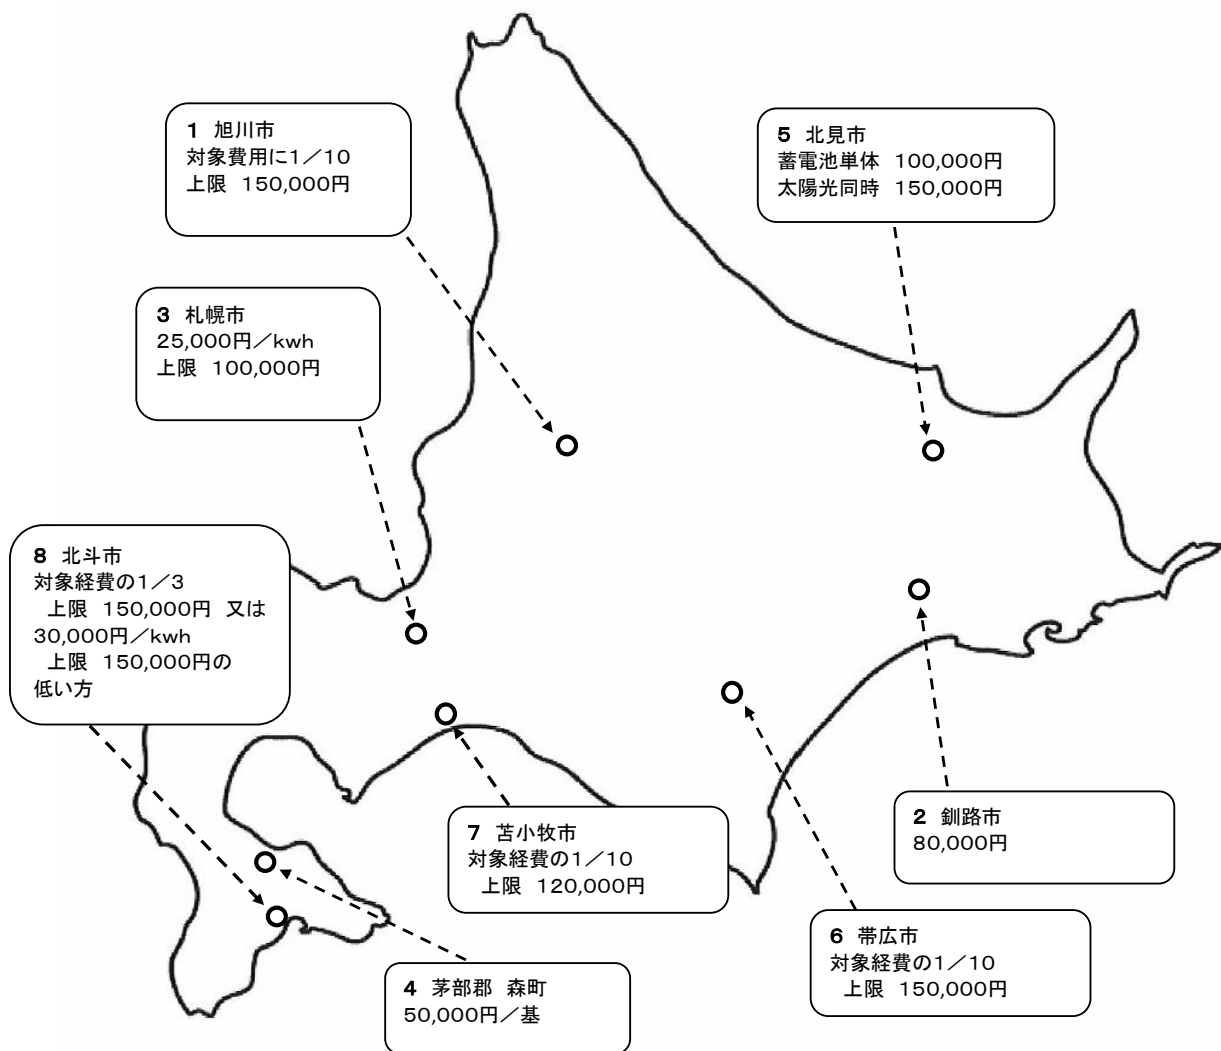 1 旭川市
対象費用に1／10
上限 150,000円
5 北見市
蓄電池単体 100,000円
太陽光同時 150,000円
3 札幌市
25,000円／kwh
上限 100,000円
8 北斗市
対象経費の1／3
上限 150,000円 又は
30,000円／kwh
上限 150,000円の
低い方
7 苫小牧市
対象経費の1／10
上限 120,000円
2 釧路市
80,000円
6 帯広市
対象経費の1／10
上限 150,000円
4 茅部郡 森町
50,000円／基